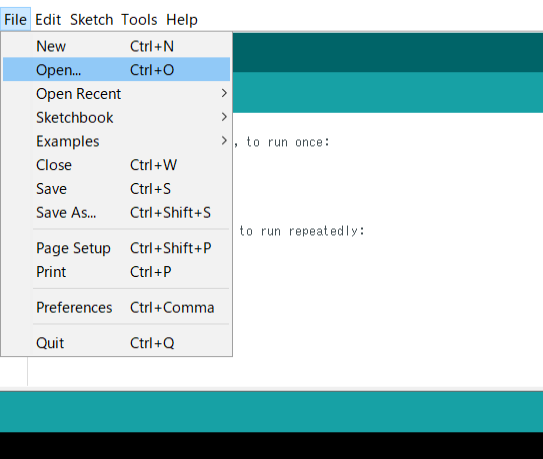 File Edit Sketch Tools Help
New Ctrl+N
Open... Ctrl+O
Open Recent
Sketchbook
Examples
Close Ctrl+W
Save Ctrl+S
Save As... Ctrl+Shift+S
Page Setup Ctrl+Shift+P
Print Ctrl+P
Preferences Ctrl+Comma
Quit Ctrl+Q
, to run once:
to run repeatedly: